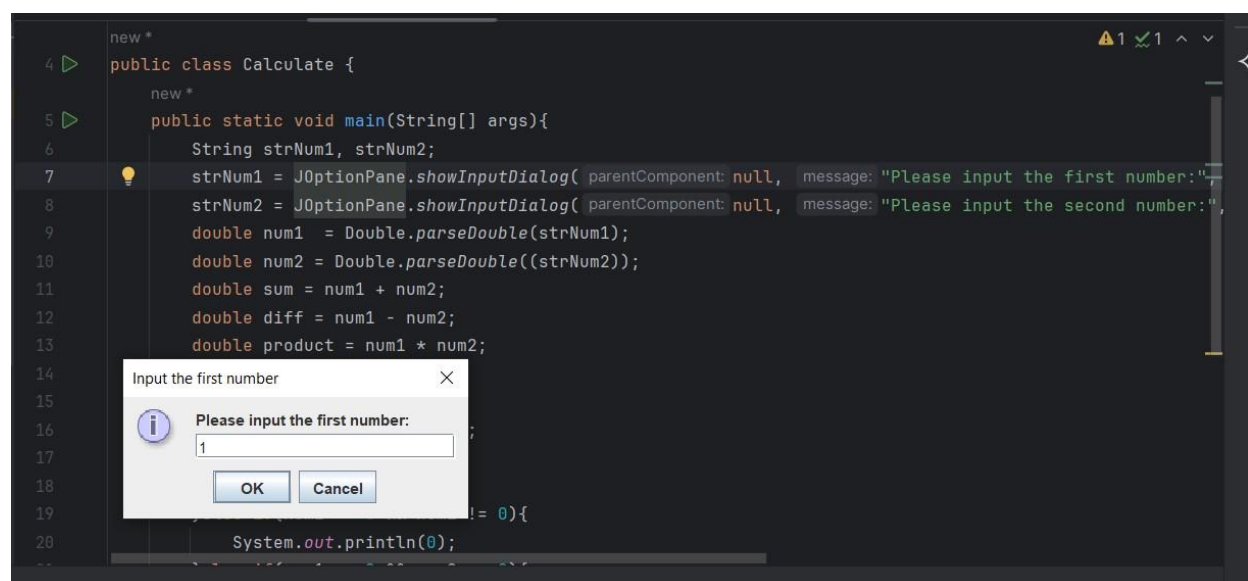 new *
1 1
4 public class Calculate {
new *
5 public static void main(String[] args){
6 String strNum1, strNum2;
7 strNum1 = JOptionPane.showInputDialog( parentComponent: null, message: "Please input the first number:",
8 strNum2 = JOptionPane.showInputDialog( parentComponent: null, message: "Please input the second number:",
9 double num1 = Double.parseDouble(strNum1);
10 double num2 = Double.parseDouble((strNum2));
11 double sum = num1 + num2;
12 double diff = num1 - num2;
13 double product = num1 * num2;
14
Input the first number
15
Please input the first number:
16 ;
1
17
18
OK Cancel
19 != 0){
20 System.out.println(0);